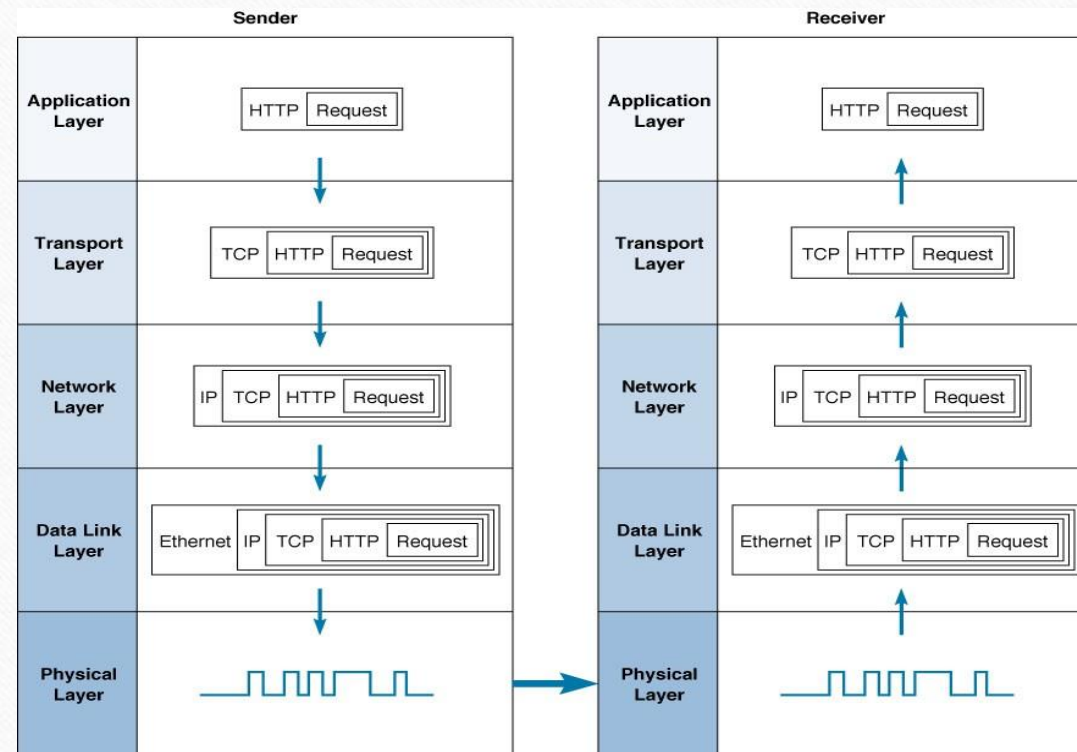 Sender
Receiver
Application
Layer
HTTP Request
Application
Layer
HTTP Request
Transport
Layer
TCP HTTP Request
Transport
Layer
TCP HTTP Request
Network
Layer
IP TCP HTTP Request
Network
Layer
IP TCP HTTP Request
Data Link
Layer
Ethernet IP TCP HTTP Request
Data Link
Layer
Ethernet IP TCP HTTP Request
Physical
Layer
Physical
Layer